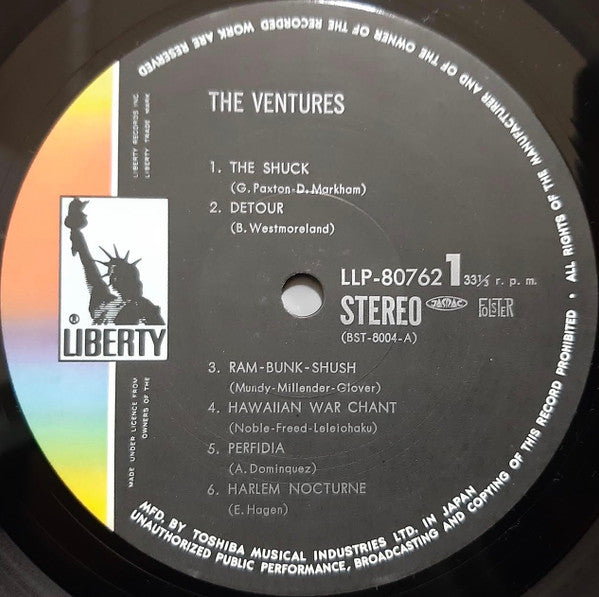 THE VENTURES
1. THE SHUCK
(G. Paxton-D. Markham)
2. DETOUR
(B. Westmoreland)
LLP-80762 1 33⅓ r. p. m.
STEREO JASRAC POLSTER
(BST-8004-A)
3. RAM-BUNK-SHUSH
(Mundy-Millender-Glover)
4. HAWAIIAN WAR CHANT
(Noble-Freed-Leleiohaku)
5. PERFIDIA
(A. Dominquez)
6. HARLEM NOCTURNE
(E. Hagen)
® LIBERTY
LIBERTY RECORDS INC.
LIBERTY TRADE MARK
MADE UNDER LICENCE FROM
OWNERS OF THE
MFD. BY TOSHIBA MUSICAL INDUSTRIES LTD. IN JAPAN
UNAUTHORIZED PUBLIC PERFORMANCE, BROADCASTING AND COPYING OF THIS RECORD PROHIBITED • ALL RIGHTS OF THE MANUFACTURER AND OF THE OWNER OF THE RECORDED WORK ARE RESERVED